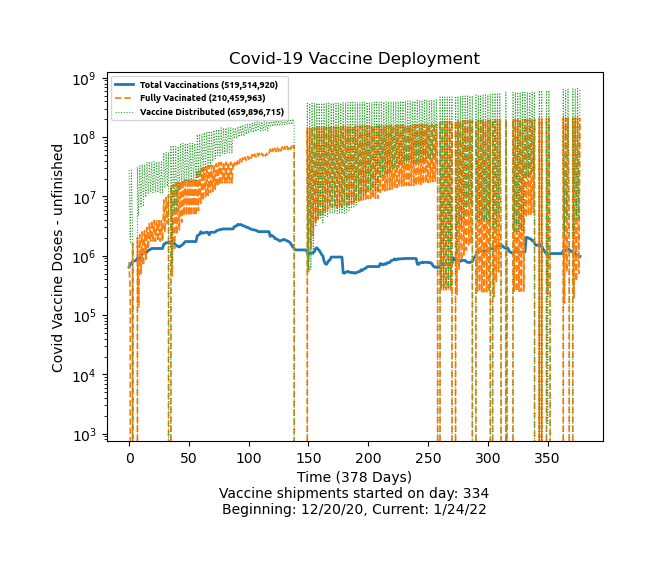 Covid-19 Vaccine Deployment
Total Vaccinations (519,514,920)
Fully Vacinated (210,459,963)
Vaccine Distributed (659,896,715)
Covid Vaccine Doses - unfinished
10⁹
10⁸
10⁷
10⁶
10⁵
10⁴
10³
0 50 100 150 200 250 300 350
Time (378 Days)
Vaccine shipments started on day: 334
Beginning: 12/20/20, Current: 1/24/22